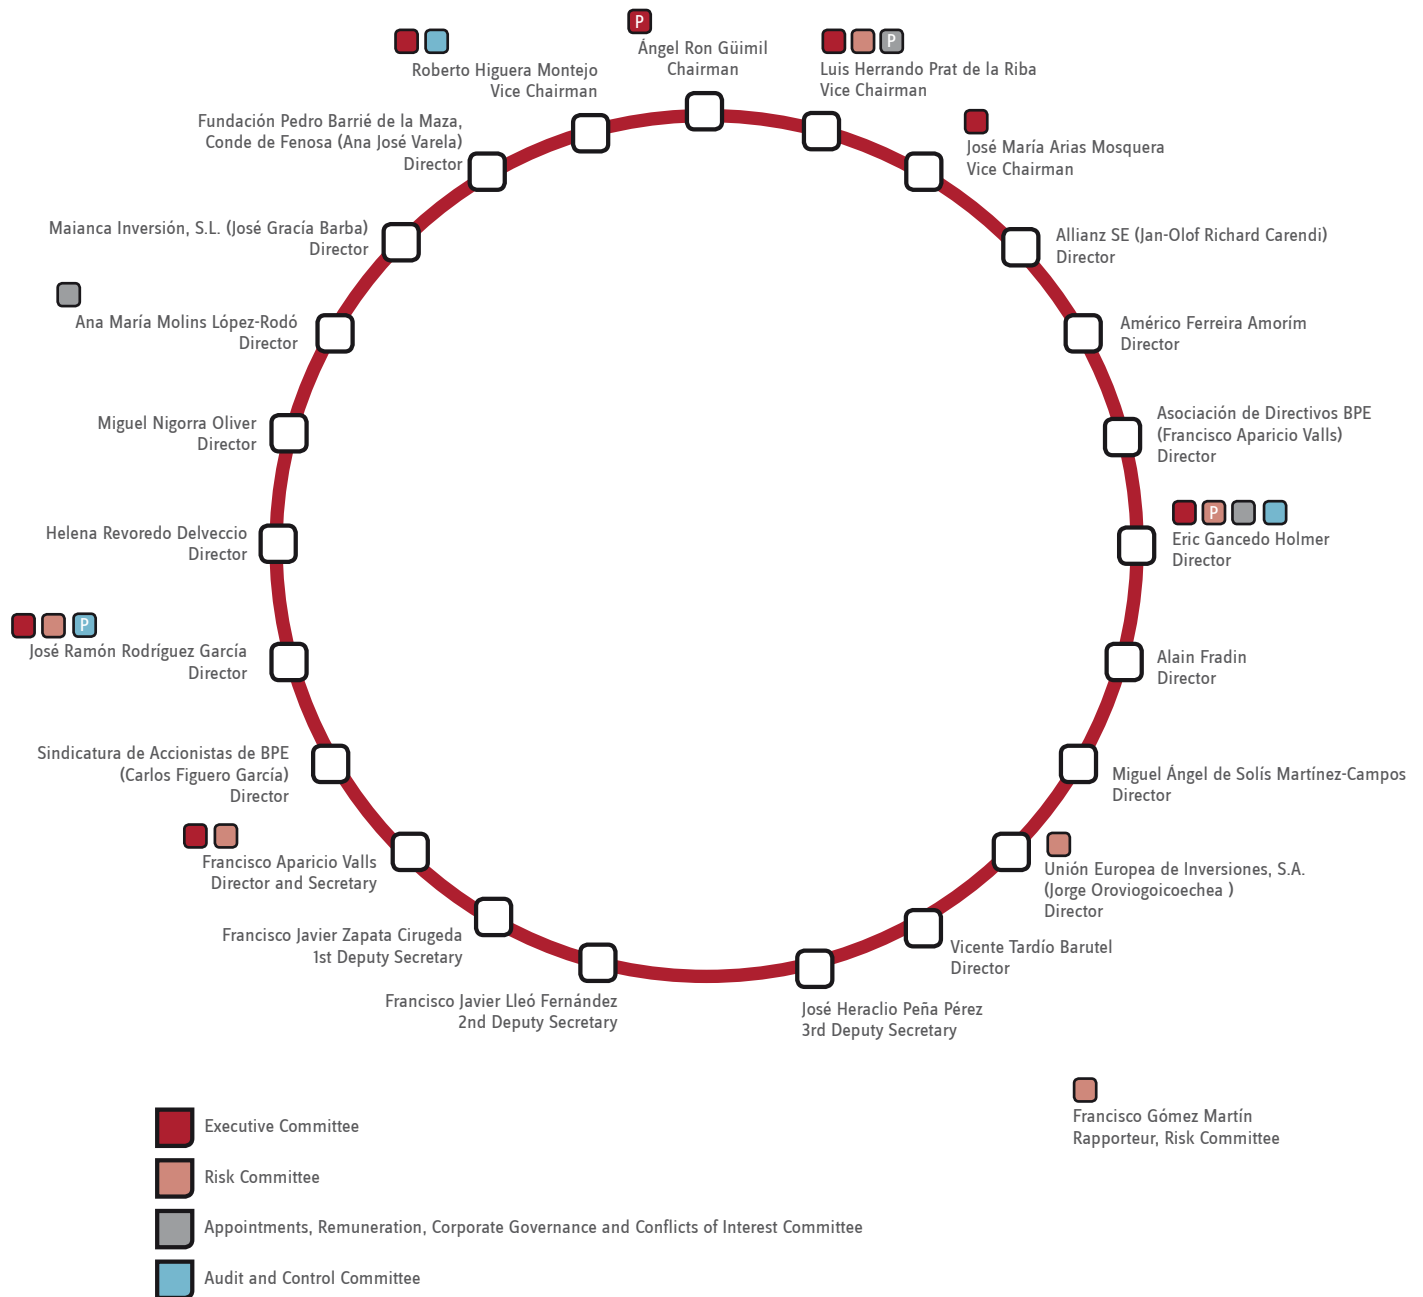 P
Ángel Ron Güimil
Chairman
P
Luis Herrando Prat de la Riba
Vice Chairman
José María Arias Mosquera
Vice Chairman
Allianz SE (Jan-Olof Richard Carendi)
Director
Américo Ferreira Amorím
Director
Asociación de Directivos BPE
(Francisco Aparicio Valls)
Director
P
Eric Gancedo Holmer
Director
Alain Fradin
Director
Miguel Ángel de Solís Martínez-Campos
Director
Unión Europea de Inversiones, S.A.
(Jorge Oroviogoicoechea )
Director
Vicente Tardío Barutel
Director
José Heraclio Peña Pérez
3rd Deputy Secretary
Francisco Javier Lleó Fernández
2nd Deputy Secretary
Francisco Javier Zapata Cirugeda
1st Deputy Secretary
Francisco Aparicio Valls
Director and Secretary
Sindicatura de Accionistas de BPE
(Carlos Figuero García)
Director
P
José Ramón Rodríguez García
Director
Helena Revoredo Delveccio
Director
Miguel Nigorra Oliver
Director
Ana María Molins López-Rodó
Director
Maianca Inversión, S.L. (José Gracía Barba)
Director
Fundación Pedro Barrié de la Maza,
Conde de Fenosa (Ana José Varela)
Director
Roberto Higuera Montejo
Vice Chairman
Francisco Gómez Martín
Rapporteur, Risk Committee
Executive Committee
Risk Committee
Appointments, Remuneration, Corporate Governance and Conflicts of Interest Committee
Audit and Control Committee